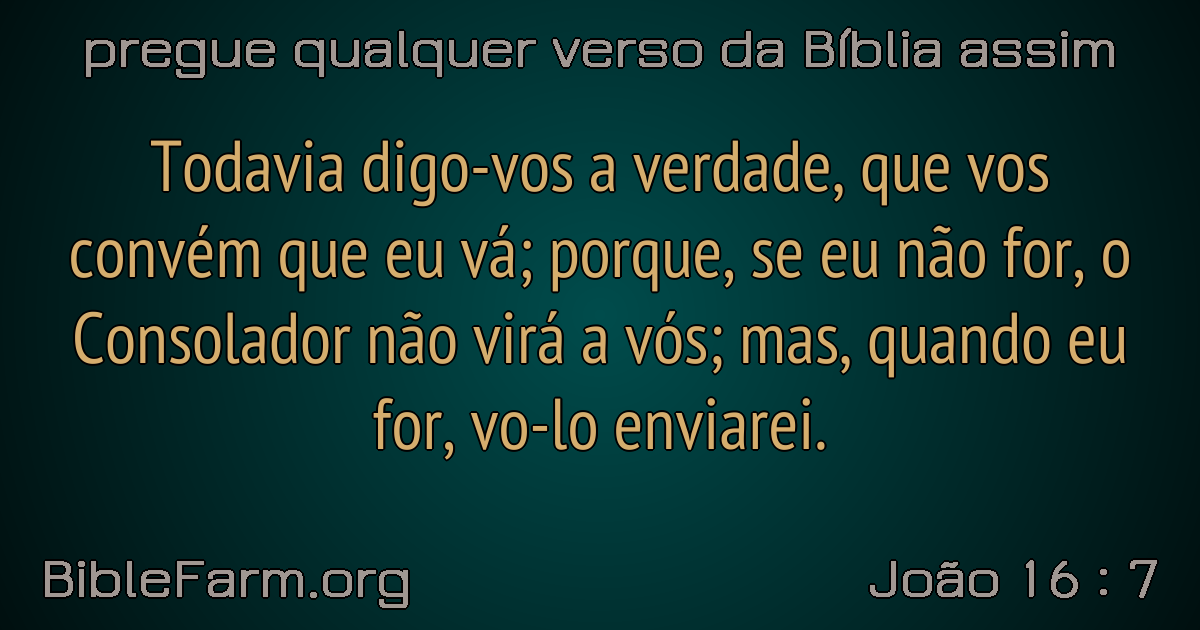 pregue qualquer verso da Bíblia assim
Todavia digo-vos a verdade, que vos
convém que eu vá; porque, se eu não for, o
Consolador não virá a vós; mas, quando eu
for, vo-lo enviarei.
BibleFarm.org
João 16 : 7